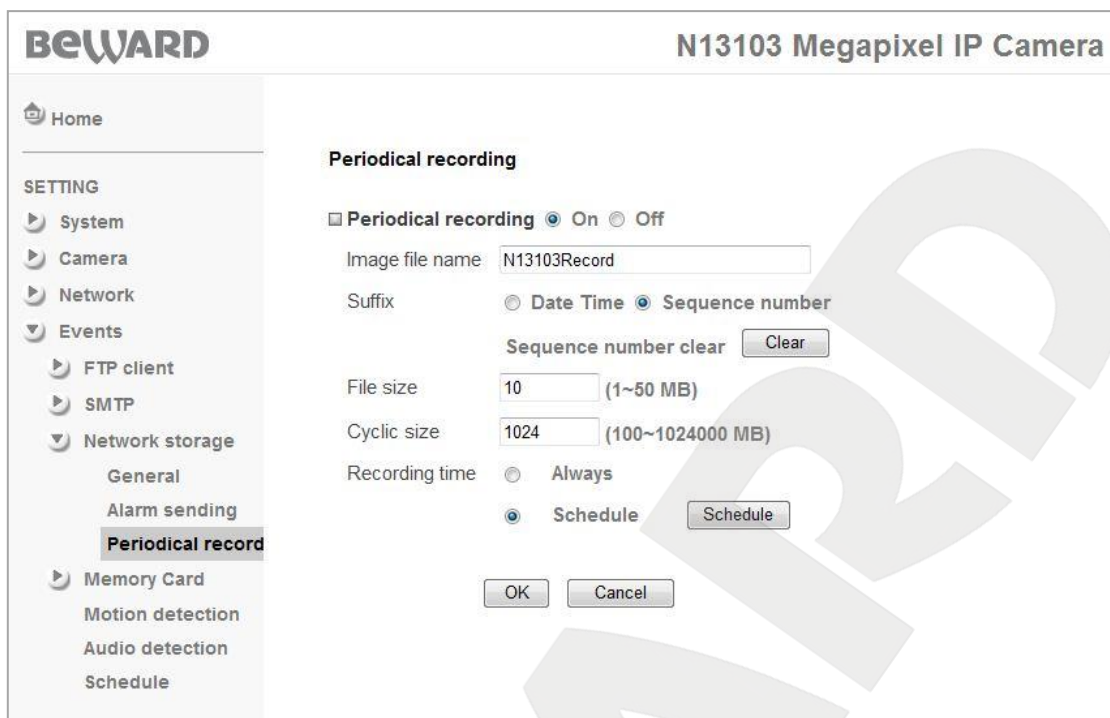 BEWARD
N13103 Megapixel IP Camera
Home
SETTING
System
Camera
Network
Events
FTP client
SMTP
Network storage
General
Alarm sending
Periodical record
Memory Card
Motion detection
Audio detection
Schedule
Periodical recording
Periodical recording On Off
Image file name N13103Record
Suffix Date Time Sequence number
Sequence number clear Clear
File size 10 (1~50 MB)
Cyclic size 1024 (100~1024000 MB)
Recording time Always
Schedule Schedule
OK Cancel
ARD